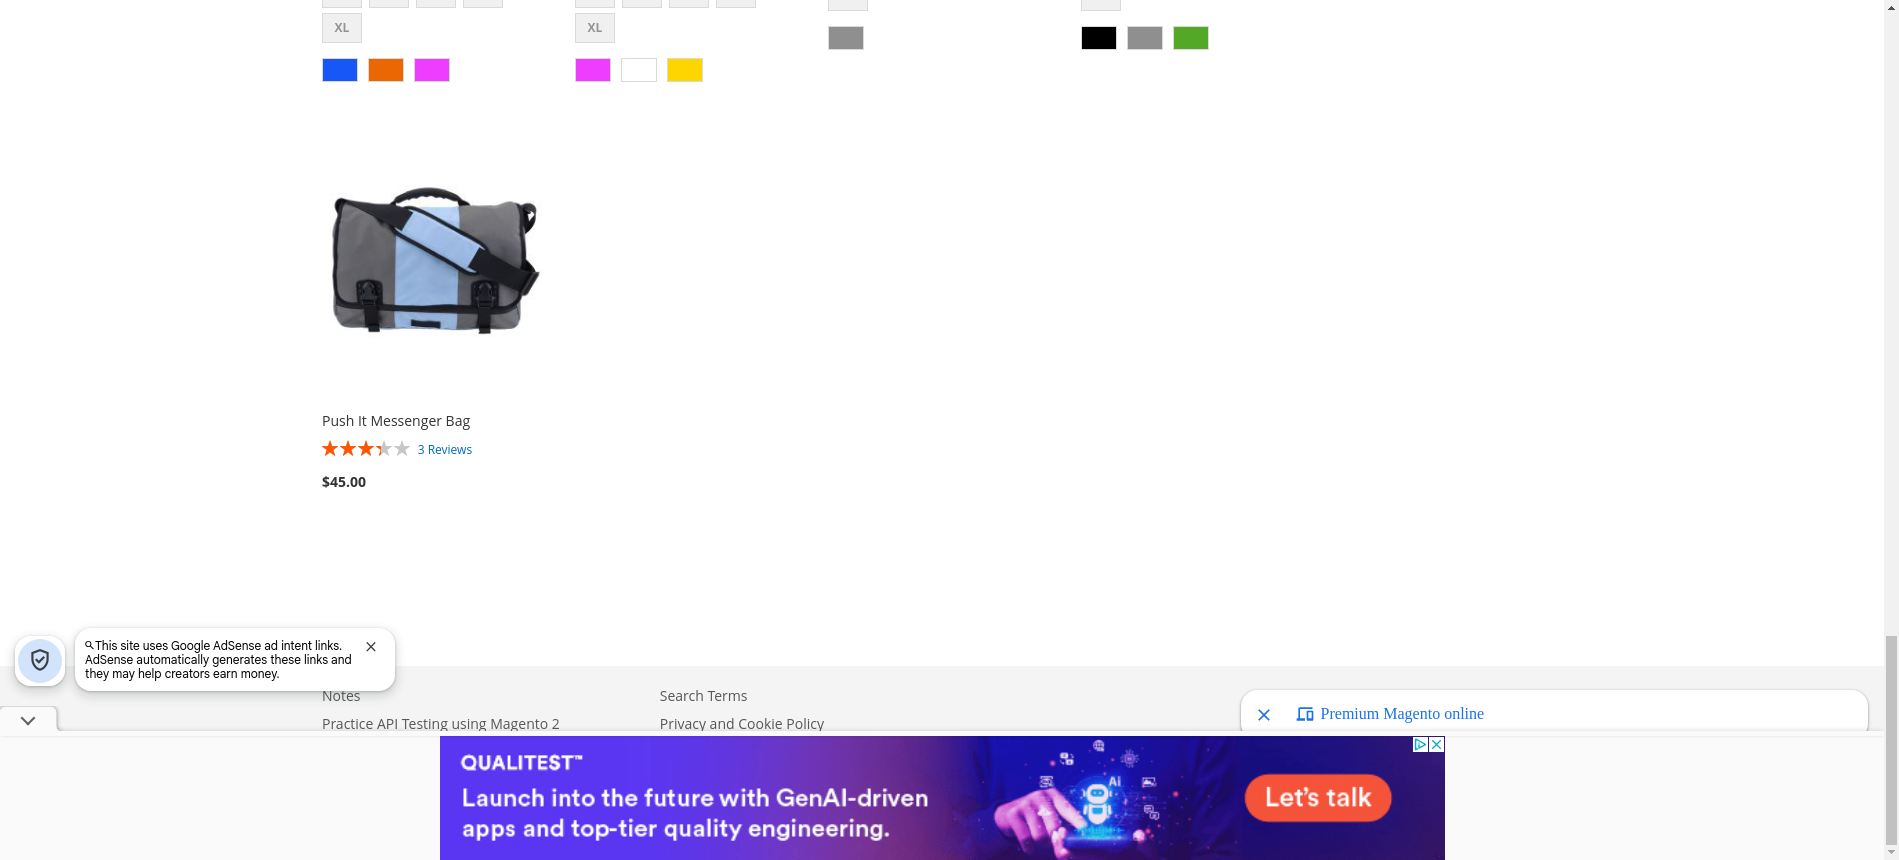 XL
XL
Push It Messenger Bag
3 Reviews
$45.00
This site uses Google AdSense ad intent links.
AdSense automatically generates these links and
they may help creators earn money.
Notes
Search Terms
Practice API Testing using Magento 2
Privacy and Cookie Policy
Premium Magento online
QUALITEST™
Launch into the future with GenAI-driven
apps and top-tier quality engineering.
Ai
Let's talk